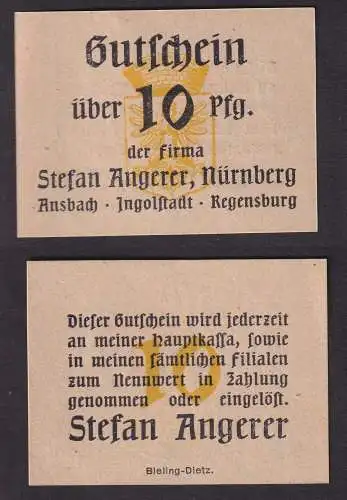 Gutschein
über 10 Pfg.
der Firma
Stefan Angerer, Nürnberg
Ansbach · Ingolstadt · Regensburg
Dieser Gutschein wird jederzeit
an meiner Hauptkassa, sowie
in meinen sämtlichen Filialen
zum Nennwert in Zahlung
genommen oder eingelöst.
Stefan Angerer
10
Bieling-Dietz.